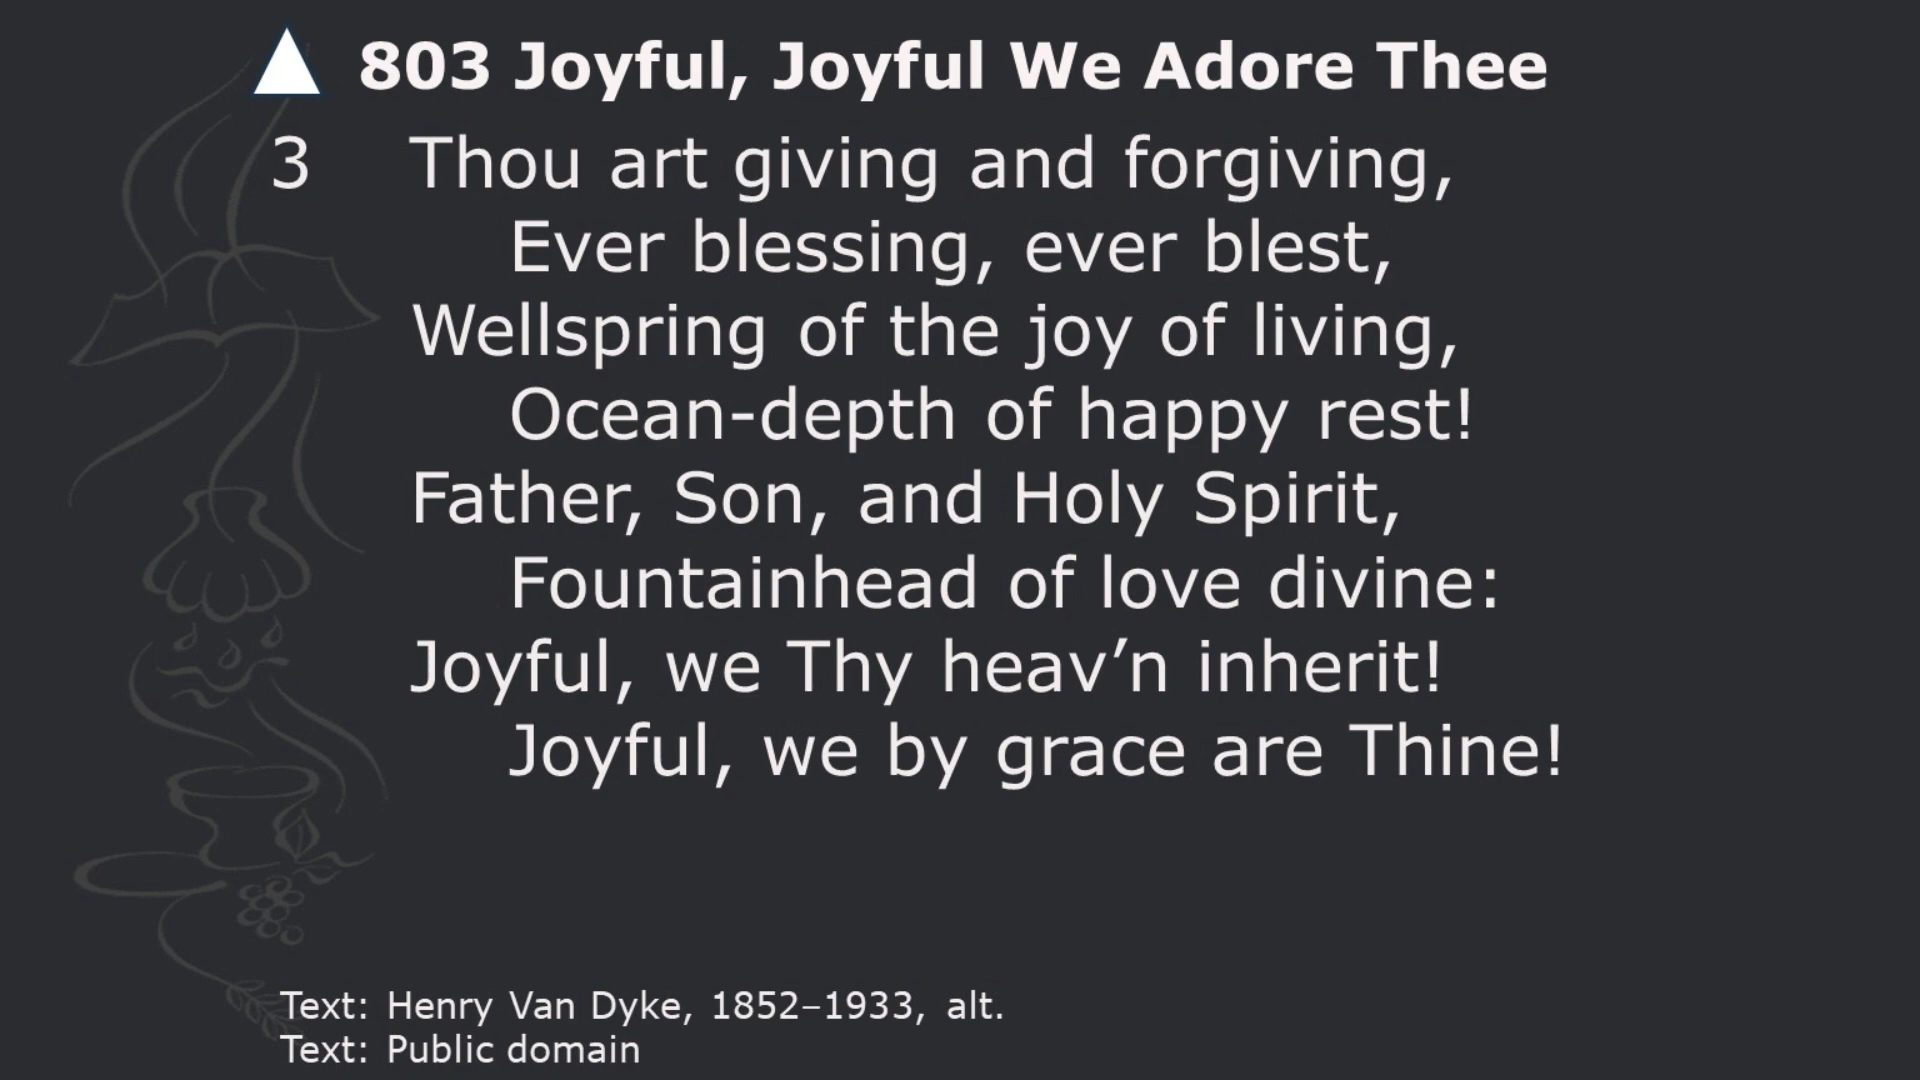 803 Joyful, Joyful We Adore Thee
3 Thou art giving and forgiving,
Ever blessing, ever blest,
Wellspring of the joy of living,
Ocean-depth of happy rest!
Father, Son, and Holy Spirit,
Fountainhead of love divine:
Joyful, we Thy heav’n inherit!
Joyful, we by grace are Thine!
Text: Henry Van Dyke, 1852–1933, alt.
Text: Public domain